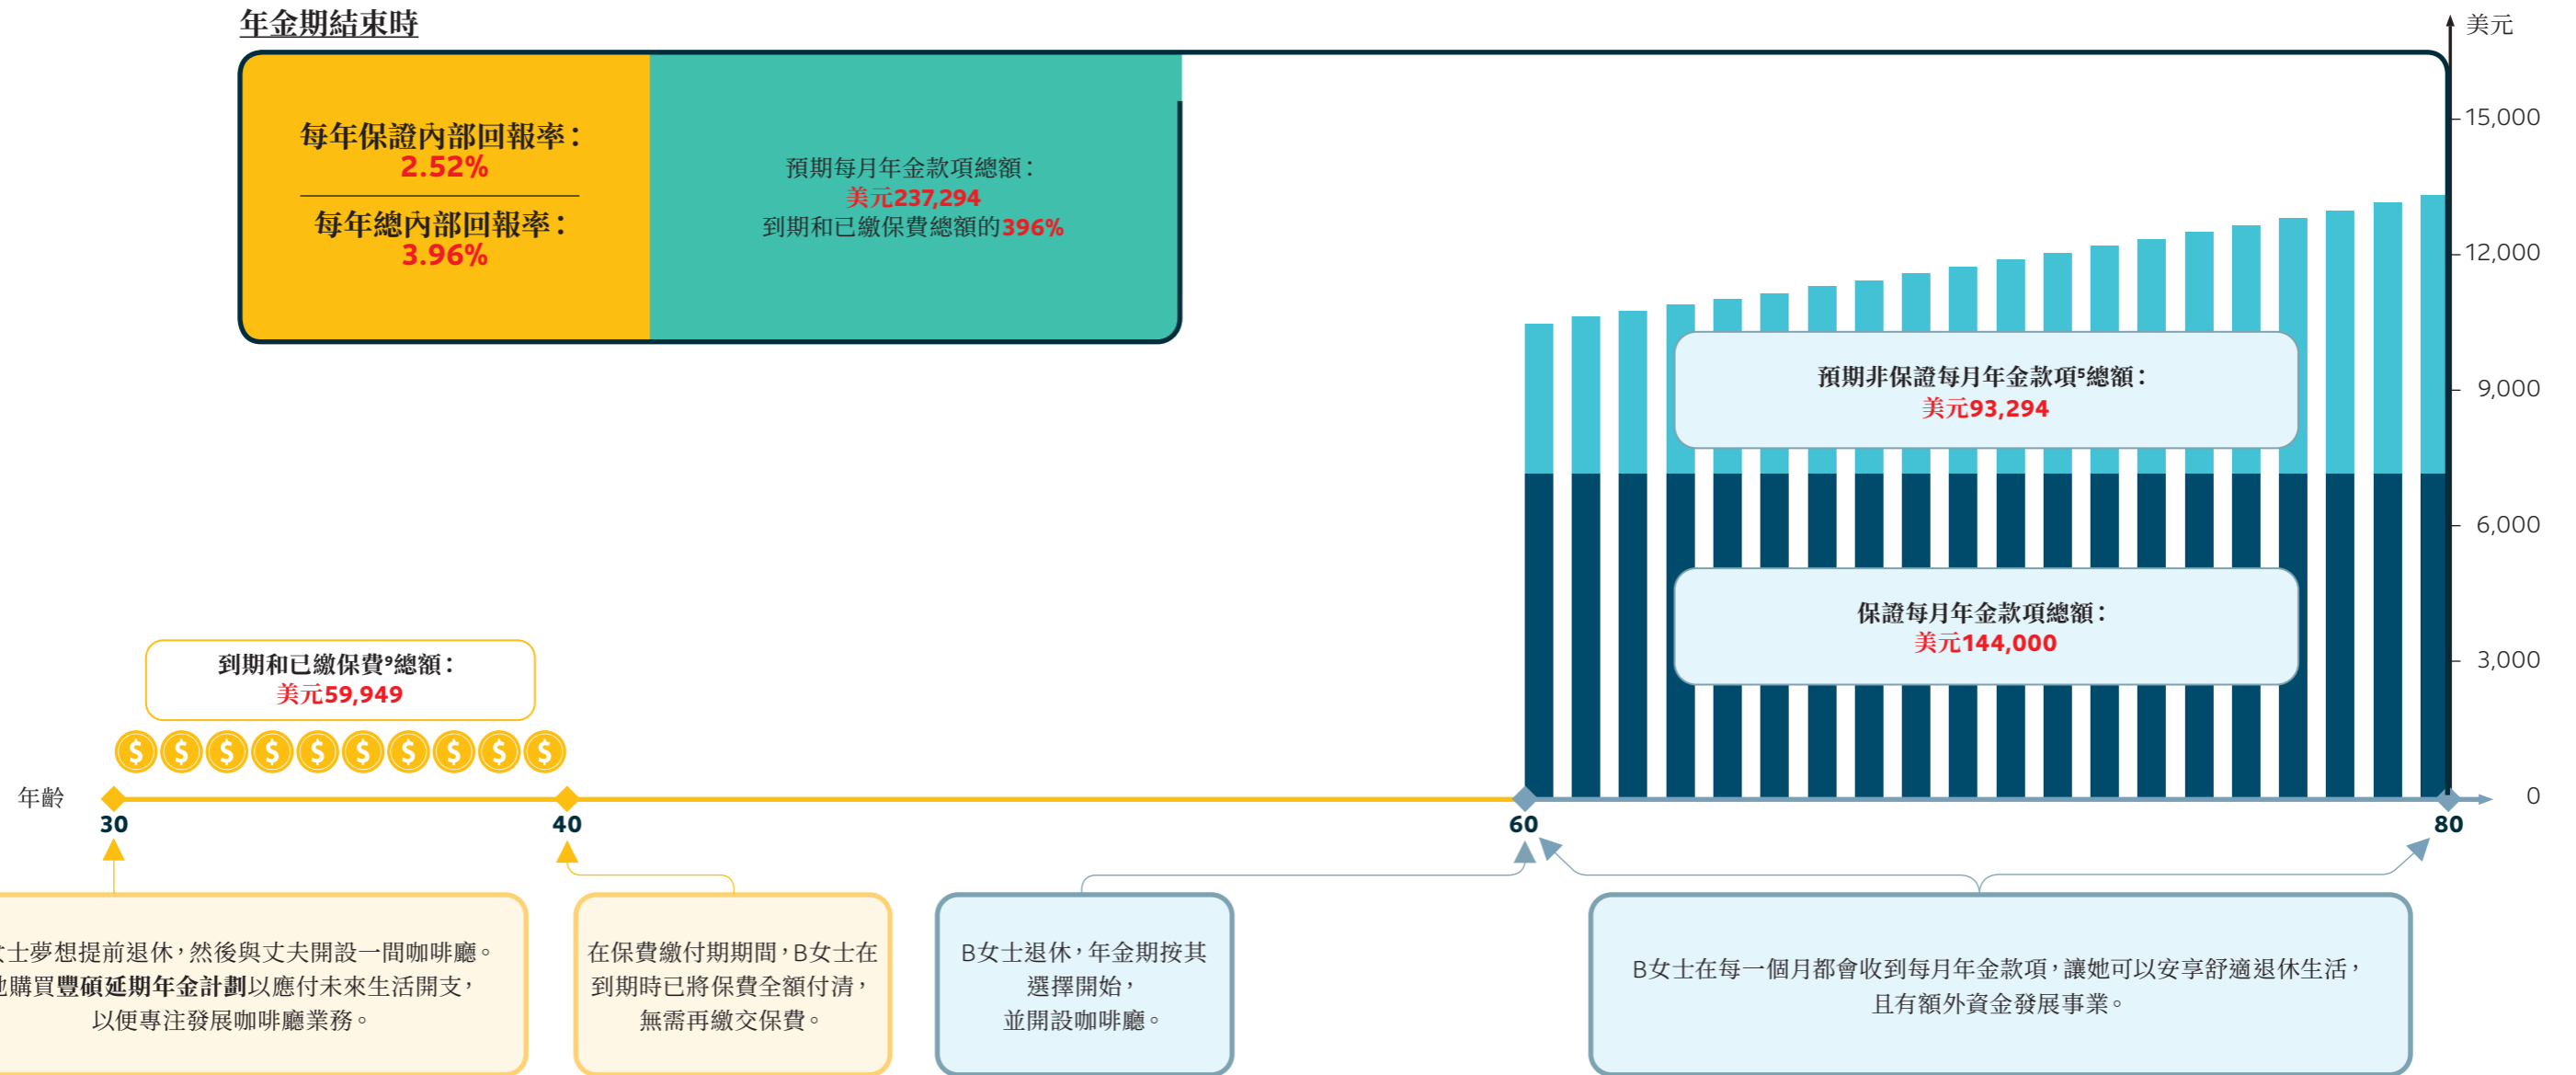 年金期結束時
每年保證內部回報率：
2.52%
每年總內部回報率：
3.96%
預期每月年金款項總額：
美元237,294
到期和已繳保費總額的396%
美元
15,000
12,000
9,000
6,000
3,000
0
預期非保證每月年金款項⁵總額：
美元93,294
保證每月年金款項總額：
美元144,000
到期和已繳保費⁹總額：
美元59,949
$ $ $ $ $ $ $ $ $ $
年齡
30
40
60
80
女士夢想提前退休，然後與丈夫開設一間咖啡廳。
購買豐碩延期年金計劃以應付未來生活開支，
以便專注發展咖啡廳業務。
在保費繳付期期間，B女士在
到期時已將保費全額付清，
無需再繳交保費。
B女士退休，年金期按其
選擇開始，
並開設咖啡廳。
B女士在每一個月都會收到每月年金款項，讓她可以安享舒適退休生活，
且有額外資金發展事業。